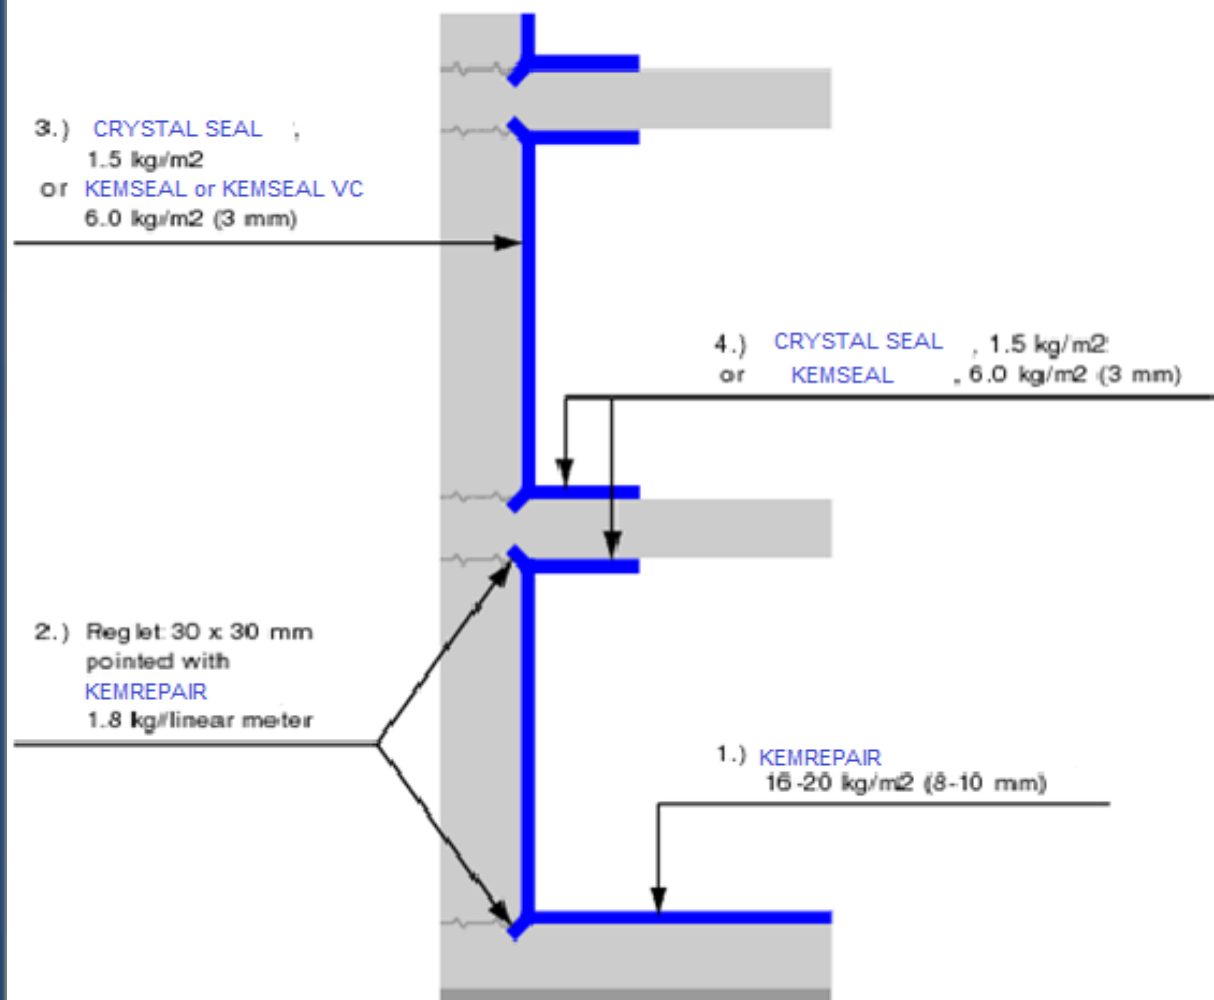 3.) CRYSTAL SEAL ,
1.5 kg/m2
or KEMSEAL or KEMSEAL VC
6.0 kg/m2 (3 mm)
4.) CRYSTAL SEAL , 1.5 kg/m2
or KEMSEAL , 6.0 kg/m2 (3 mm)
2.) Reglet: 30 x 30 mm
pointed with
KEMREPAIR
1.8 kg/linear meter
1.) KEMREPAIR
16-20 kg/m2 (8-10 mm)